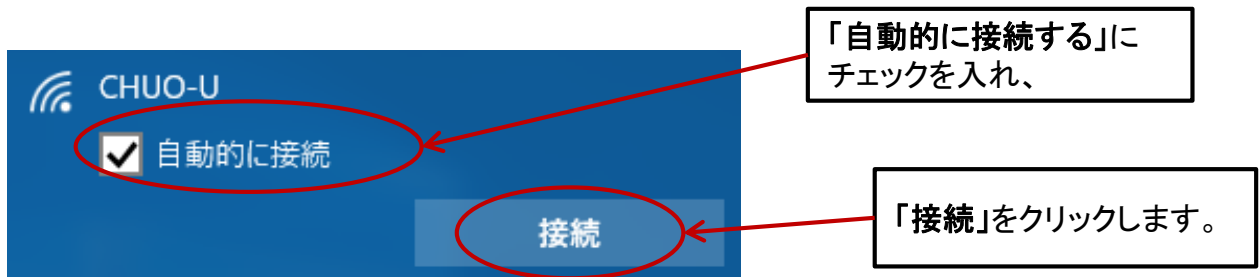 「自動的に接続する」に
チェックを入れ、
CHUO-U
自動的に接続
接続
「接続」をクリックします。